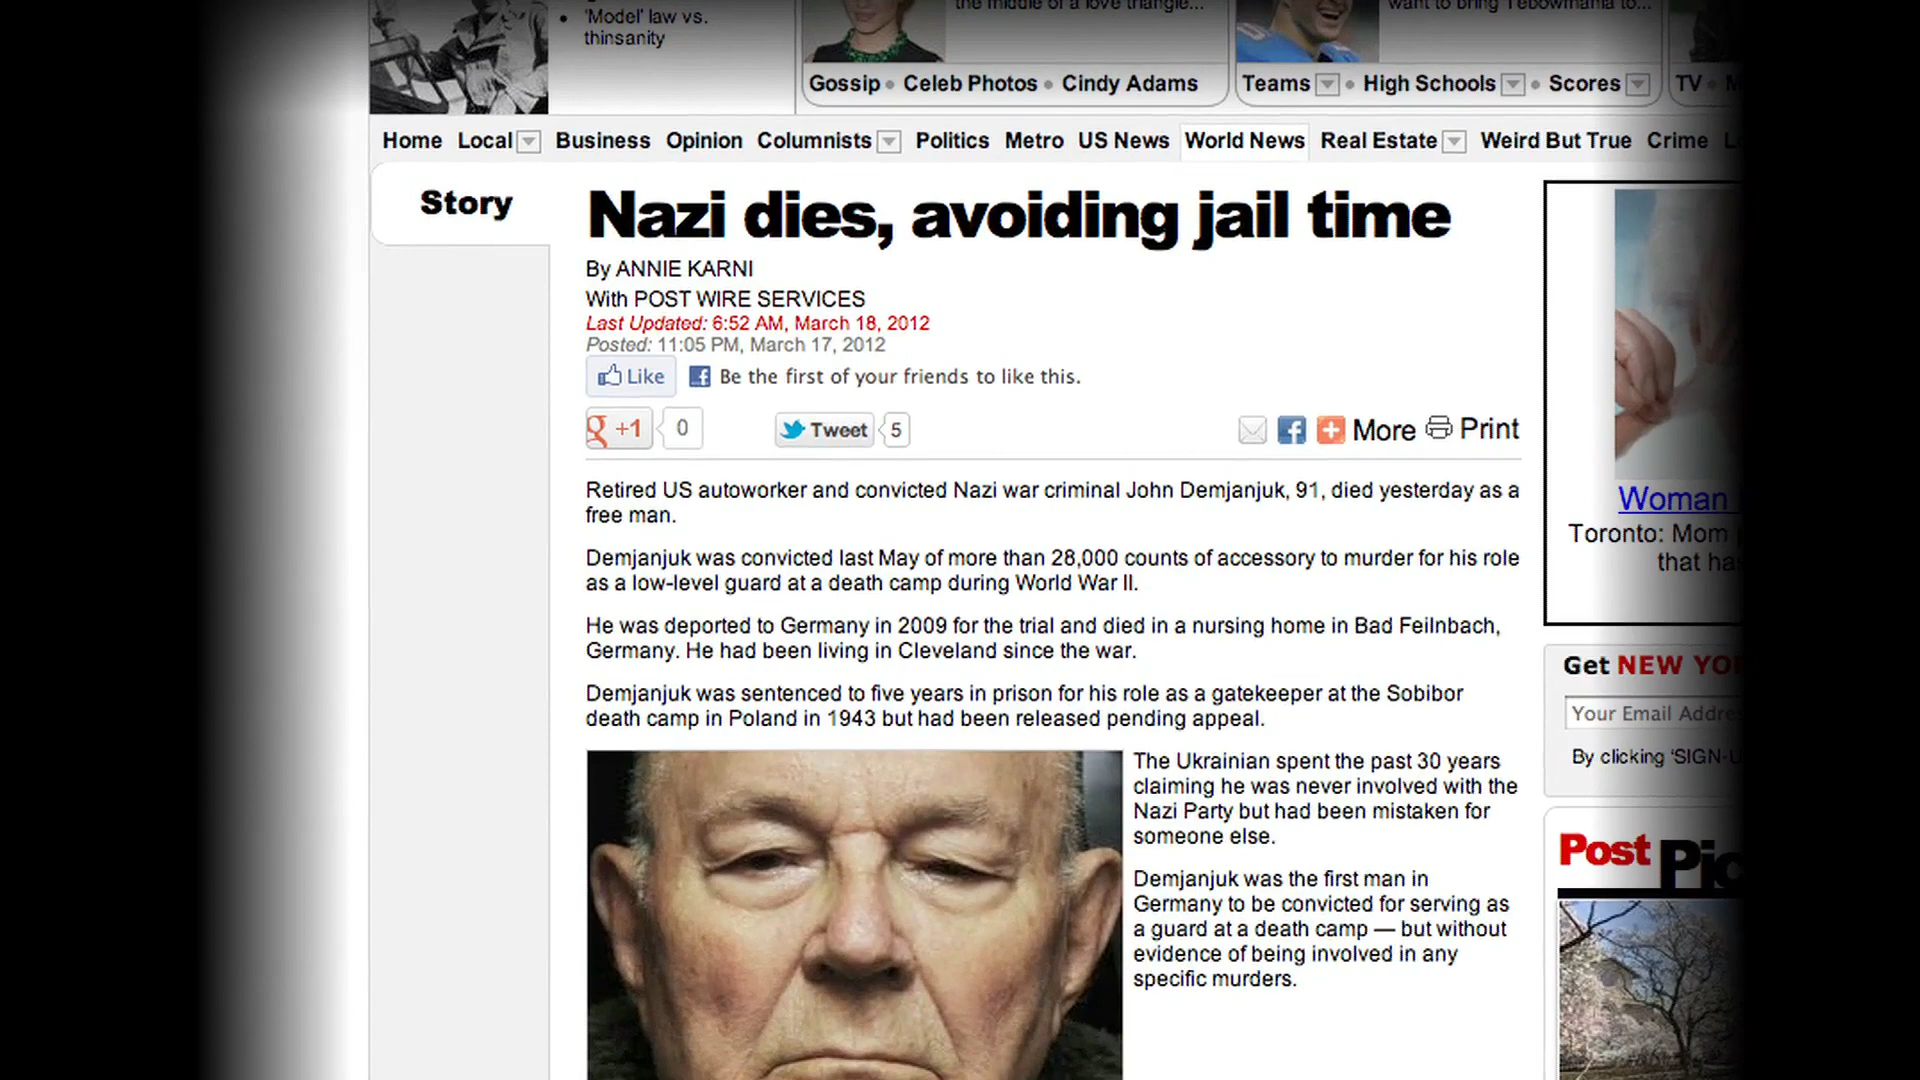 'Model' law vs.
thinsanity
the middle of a love triangle...
want to bring Tebowmania to...
Gossip • Celeb Photos • Cindy Adams
Teams • High Schools • Scores
TV
Home Local Business Opinion Columnists Politics Metro US News World News Real Estate Weird But True Crime
Story
Nazi dies, avoiding jail time
By ANNIE KARNI
With POST WIRE SERVICES
Last Updated: 6:52 AM, March 18, 2012
Posted: 11:05 PM, March 17, 2012
Like Be the first of your friends to like this.
+1 0 Tweet 5 More Print
Retired US autoworker and convicted Nazi war criminal John Demjanjuk, 91, died yesterday as a
free man.
Demjanjuk was convicted last May of more than 28,000 counts of accessory to murder for his role
as a low-level guard at a death camp during World War II.
He was deported to Germany in 2009 for the trial and died in a nursing home in Bad Feilnbach,
Germany. He had been living in Cleveland since the war.
Demjanjuk was sentenced to five years in prison for his role as a gatekeeper at the Sobibor
death camp in Poland in 1943 but had been released pending appeal.
The Ukrainian spent the past 30 years
claiming he was never involved with the
Nazi Party but had been mistaken for
someone else.
Demjanjuk was the first man in
Germany to be convicted for serving as
a guard at a death camp — but without
evidence of being involved in any
specific murders.
Woman
Toronto: Mom
that
Get NEW
Your Email
By clicking 'SIGN-U
Post